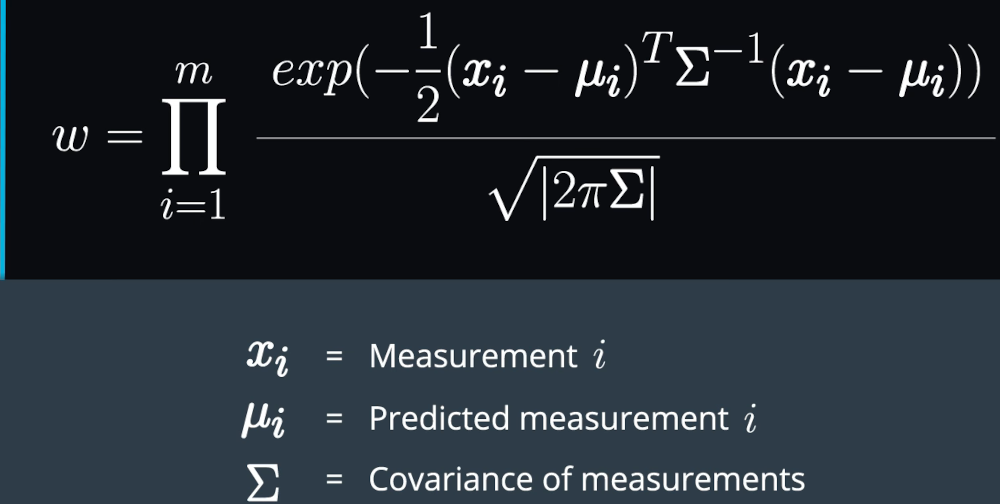 w = ∏_{i=1}^{m} exp(−1/2(x_i − μ_i)^T Σ^{−1}(x_i − μ_i)) / √|2πΣ|
x_i = Measurement i
μ_i = Predicted measurement i
Σ = Covariance of measurements